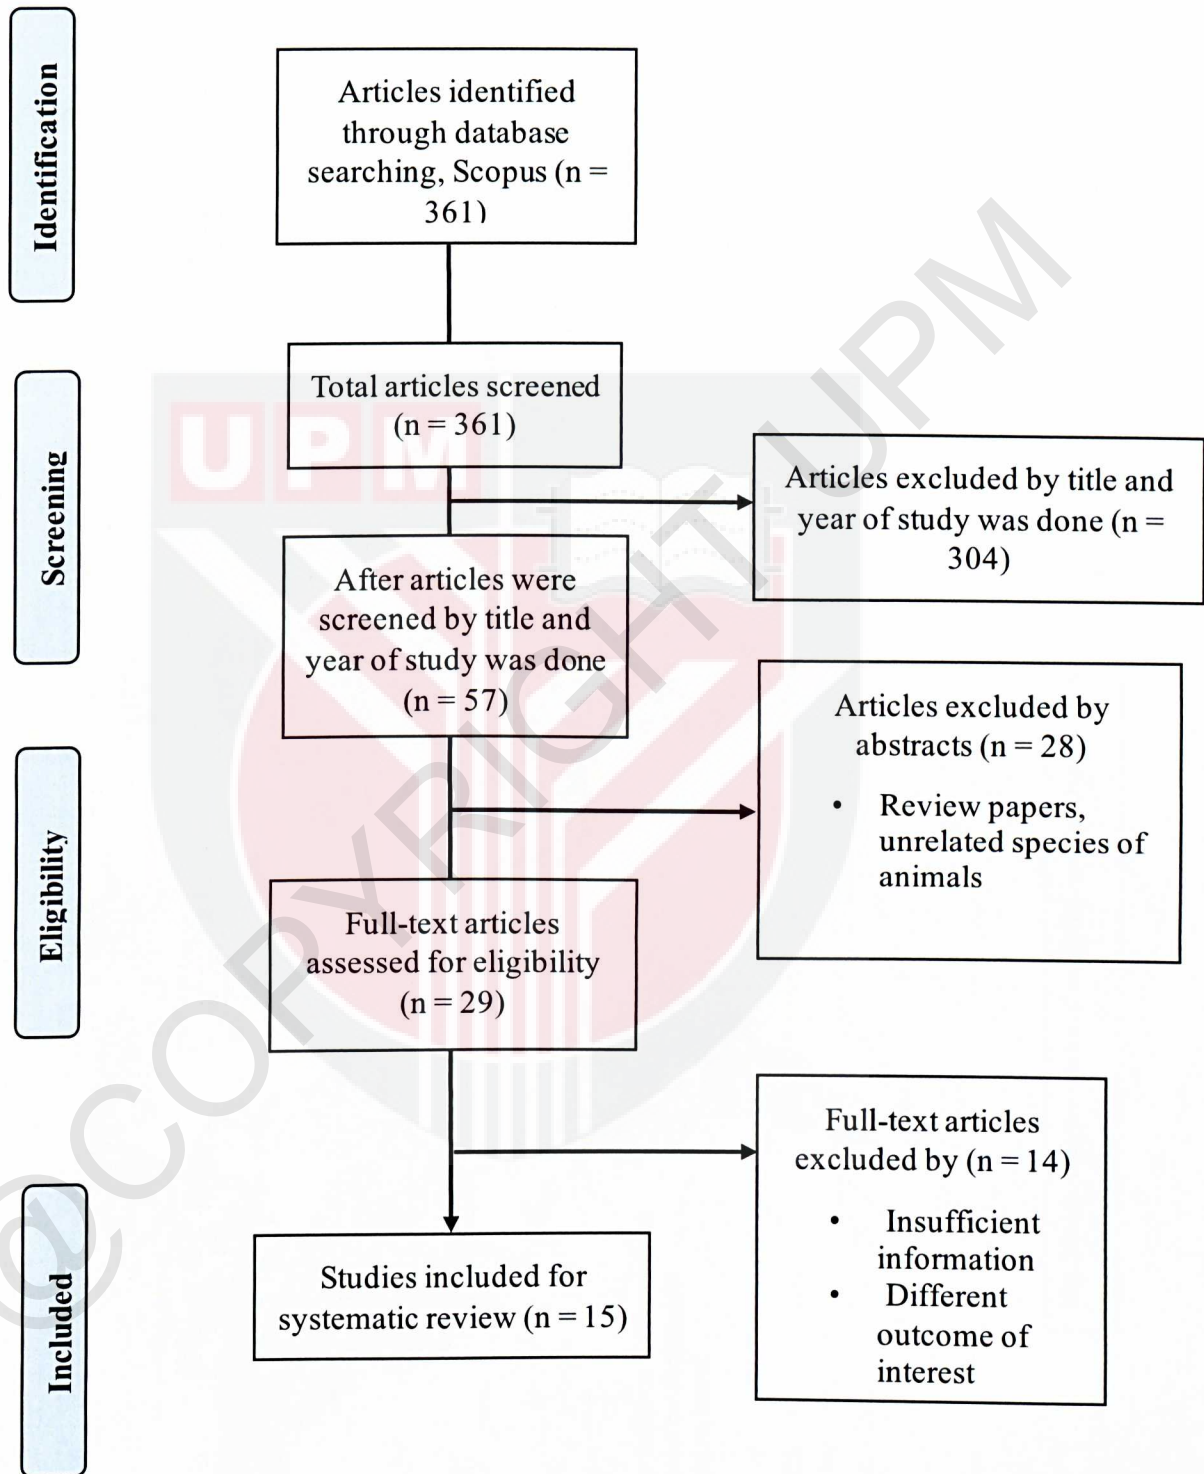 Identification
Articles identified
through database
searching, Scopus (n =
361)
Screening
Total articles screened
(n = 361)
Articles excluded by title and
year of study was done (n =
304)
After articles were
screened by title and
year of study was done
(n = 57)
Eligibility
Articles excluded by
abstracts (n = 28)
• Review papers,
unrelated species of
animals
Full-text articles
assessed for eligibility
(n = 29)
Full-text articles
excluded by (n = 14)
• Insufficient
information
• Different
outcome of
interest
Included
Studies included for
systematic review (n = 15)
UPM
@COPYRIGHT UPM